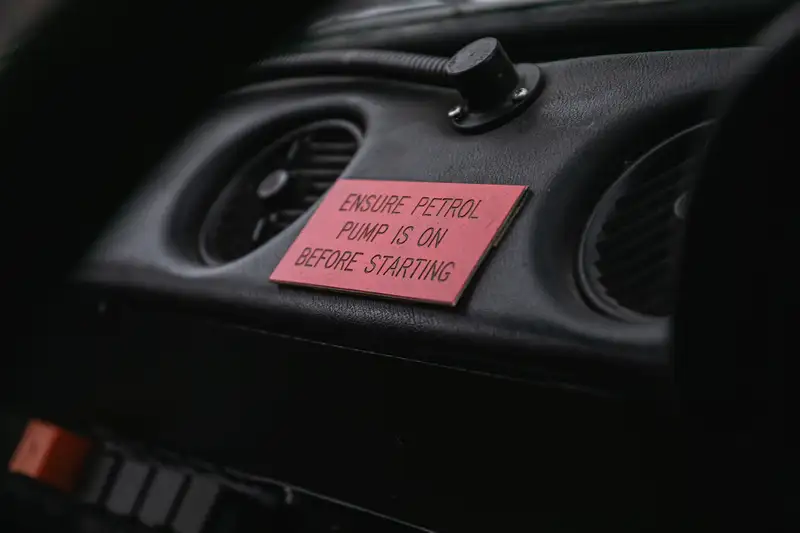 ENSURE PETROL
PUMP IS ON
BEFORE STARTING